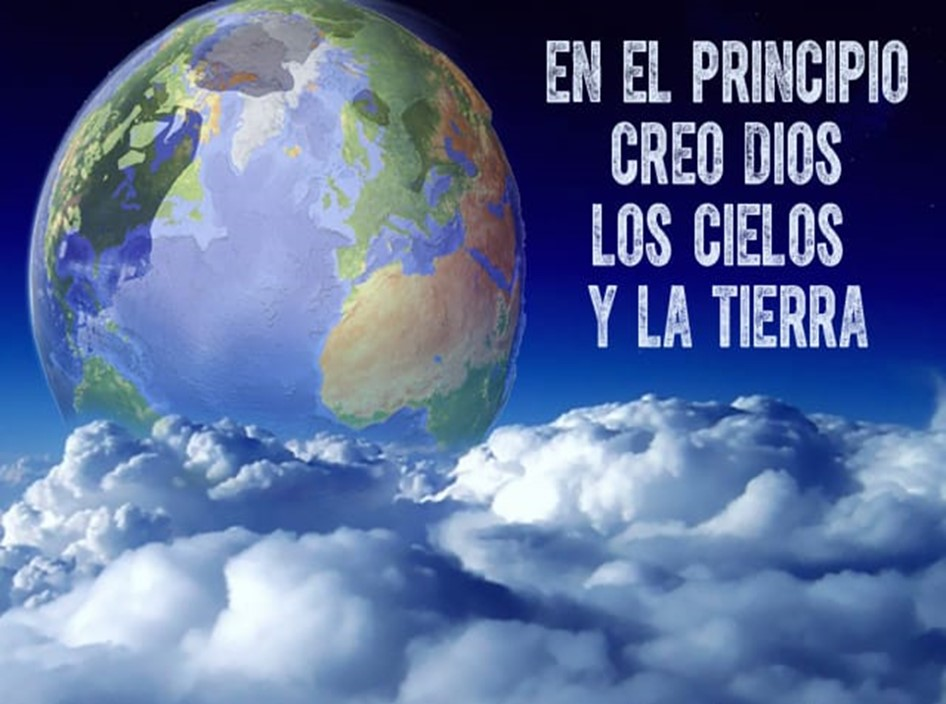 EN EL PRINCIPIO
CREO DIOS
LOS CIELOS
Y LA TIERRA